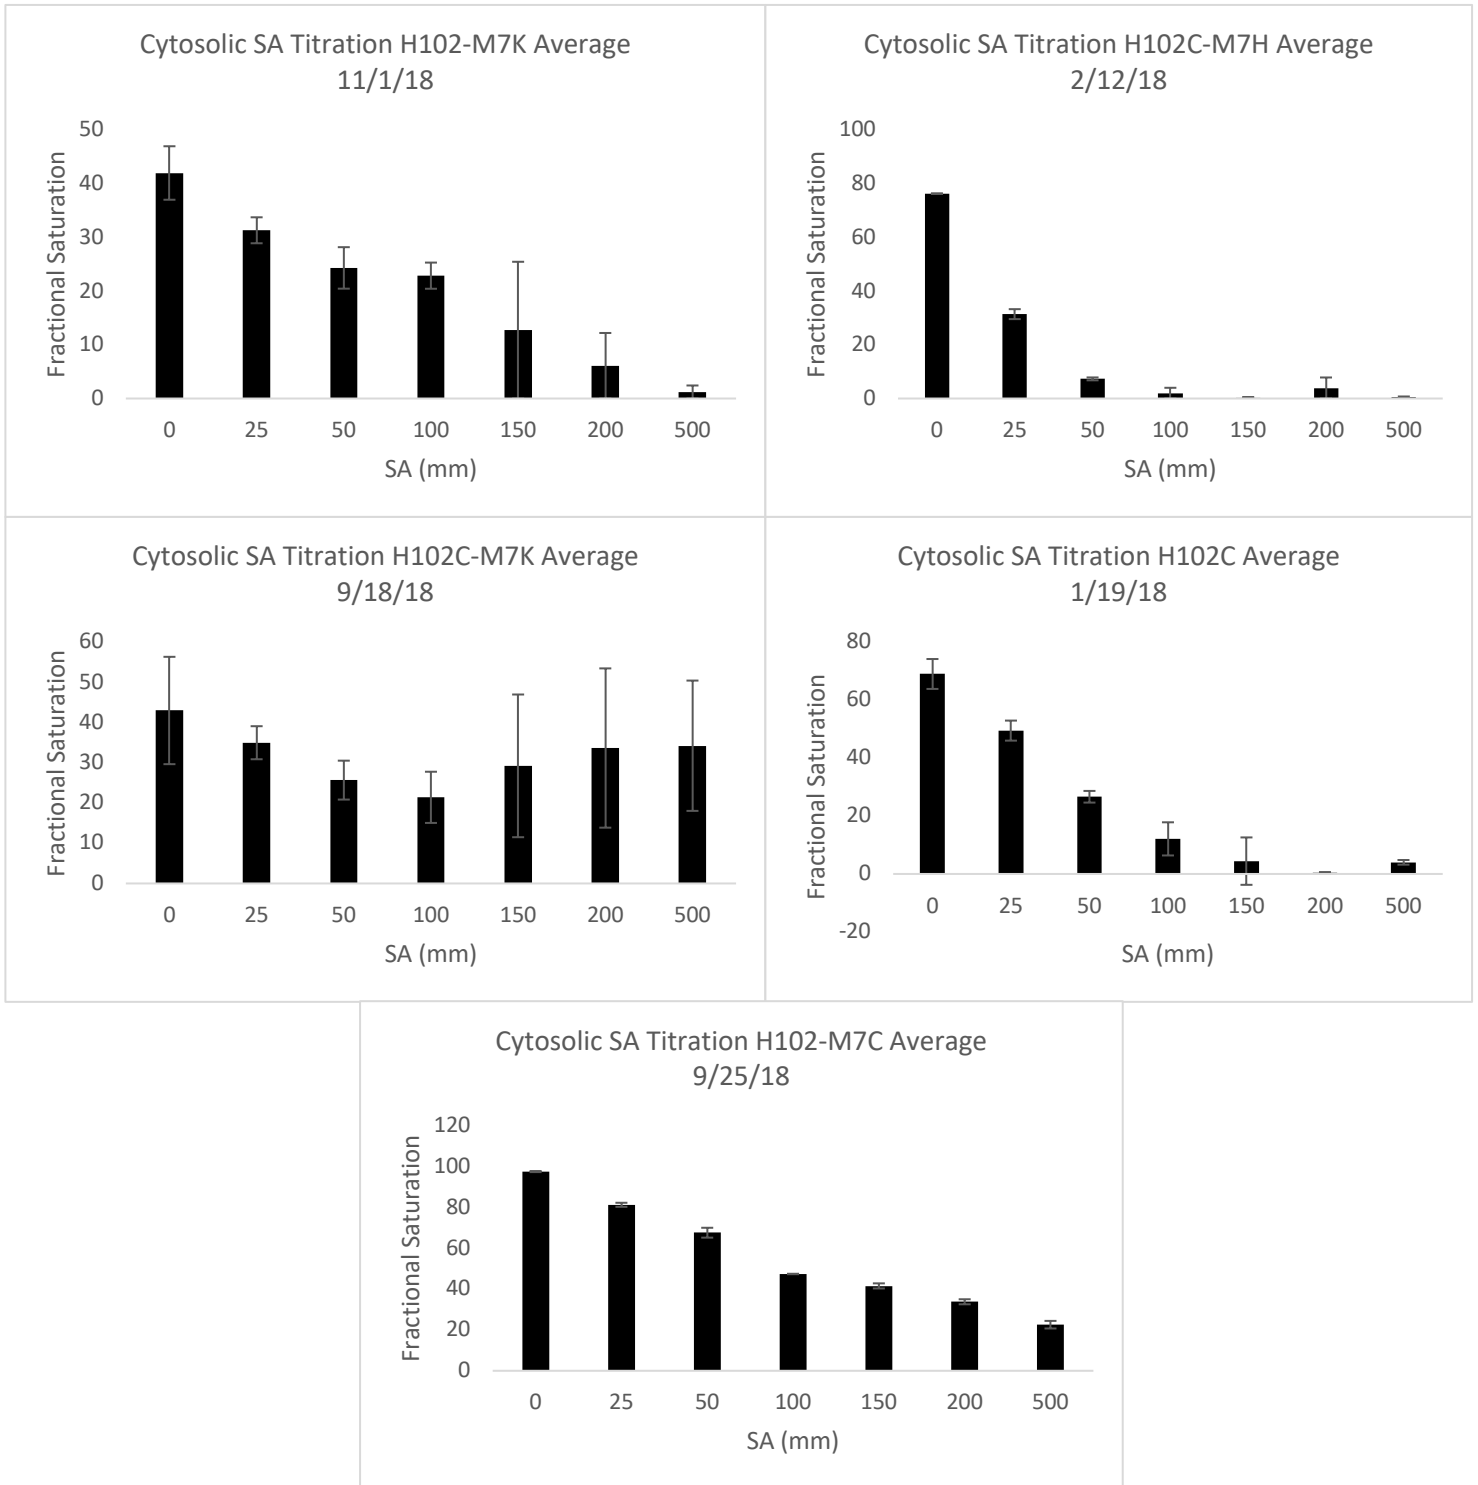 Cytosolic SA Titration H102-M7K Average
11/1/18
Fractional Saturation
50
40
30
20
10
0
0 25 50 100 150 200 500
SA (mm)
Cytosolic SA Titration H102C-M7H Average
2/12/18
Fractional Saturation
100
80
60
40
20
0
0 25 50 100 150 200 500
SA (mm)
Cytosolic SA Titration H102C-M7K Average
9/18/18
Fractional Saturation
60
50
40
30
20
10
0
0 25 50 100 150 200 500
SA (mm)
Cytosolic SA Titration H102C Average
1/19/18
Fractional Saturation
80
60
40
20
0
-20
0 25 50 100 150 200 500
SA (mm)
Cytosolic SA Titration H102-M7C Average
9/25/18
Fractional Saturation
120
100
80
60
40
20
0
0 25 50 100 150 200 500
SA (mm)